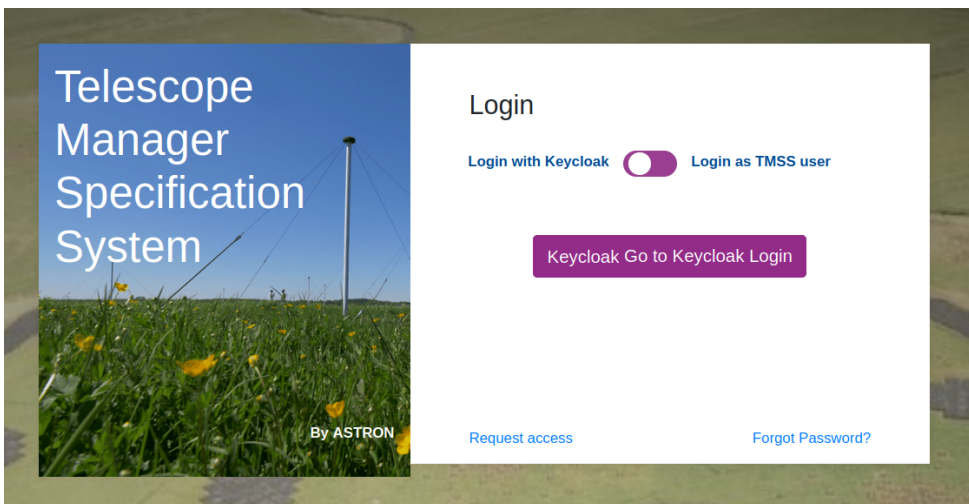 Telescope
Manager
Specification
System
By ASTRON
Login
Login with Keycloak Login as TMSS user
Keycloak Go to Keycloak Login
Request access Forgot Password?